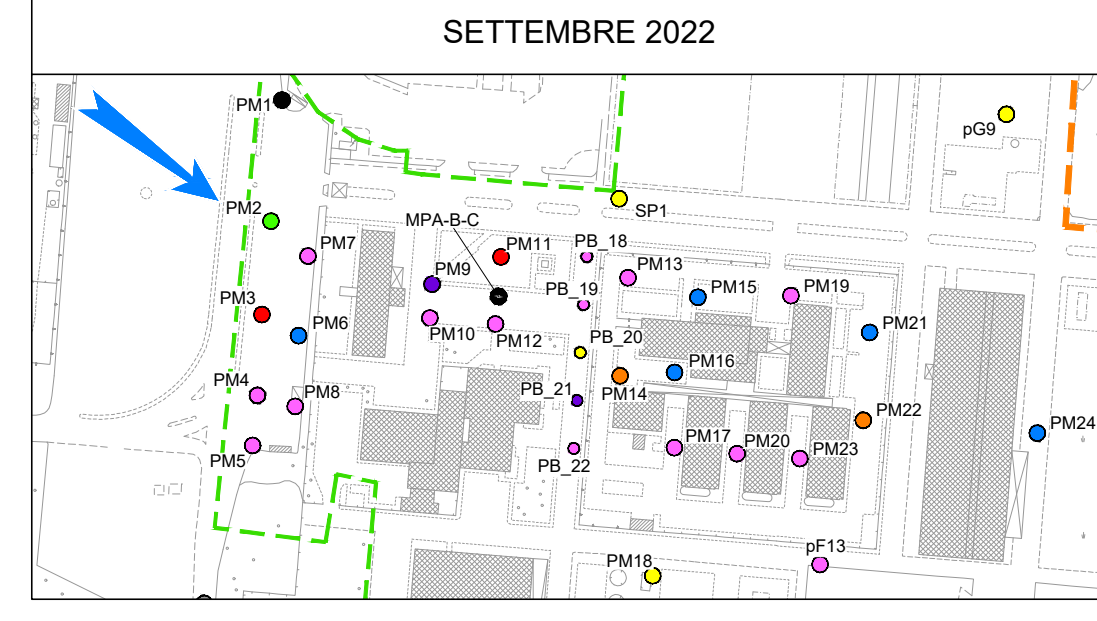 SETTEMBRE 2022
PM1
pG9
PM2
SP1
MPA-B-C
PM7
PM11
PB_18
PM9
PM13
PB_19
PM15
PM19
PM3
PM6
PM10
PM12
PB_20
PM21
PM16
PM4
PM8
PB_21
PM14
PM22
PM24
PM5
PB_22
PM17
PM20
PM23
PM18
pF13